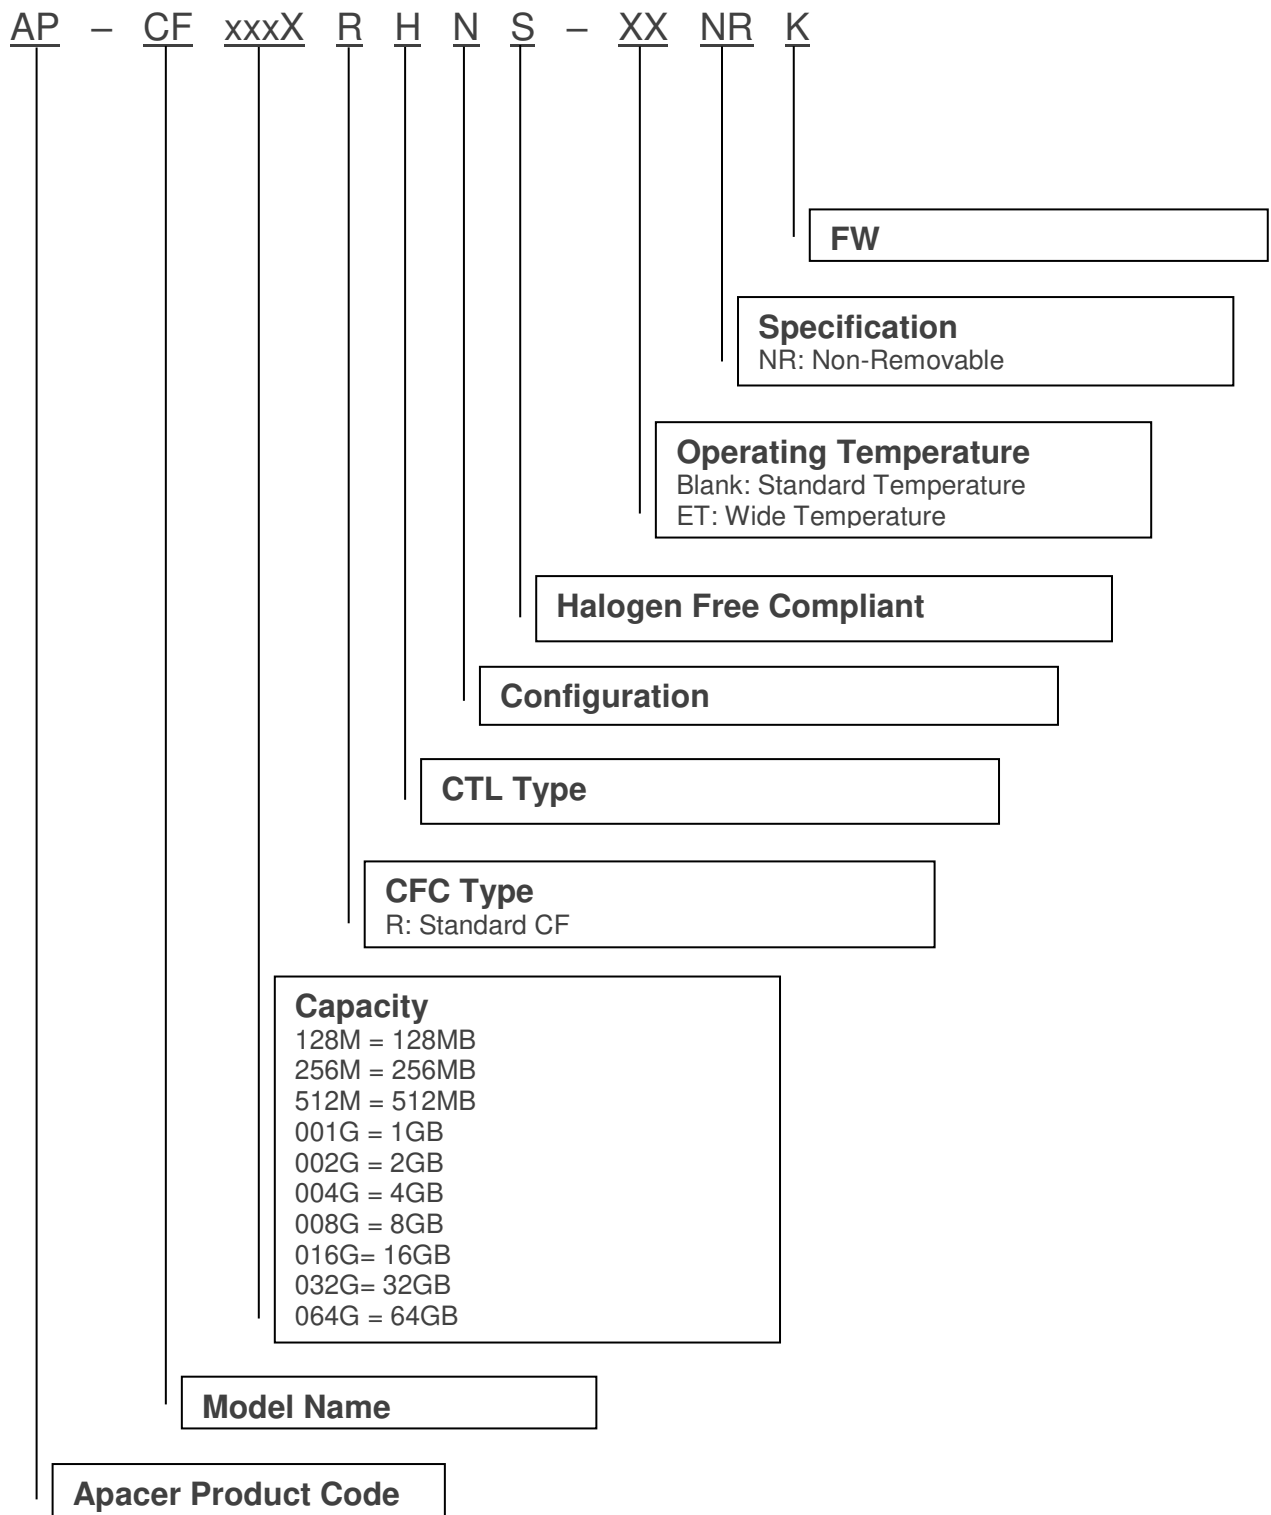 AP – CF xxxX R H N S – XX NR K
FW
Specification
NR: Non-Removable
Operating Temperature
Blank: Standard Temperature
ET: Wide Temperature
Halogen Free Compliant
Configuration
CTL Type
CFC Type
R: Standard CF
Capacity
128M = 128MB
256M = 256MB
512M = 512MB
001G = 1GB
002G = 2GB
004G = 4GB
008G = 8GB
016G= 16GB
032G= 32GB
064G = 64GB
Model Name
Apacer Product Code